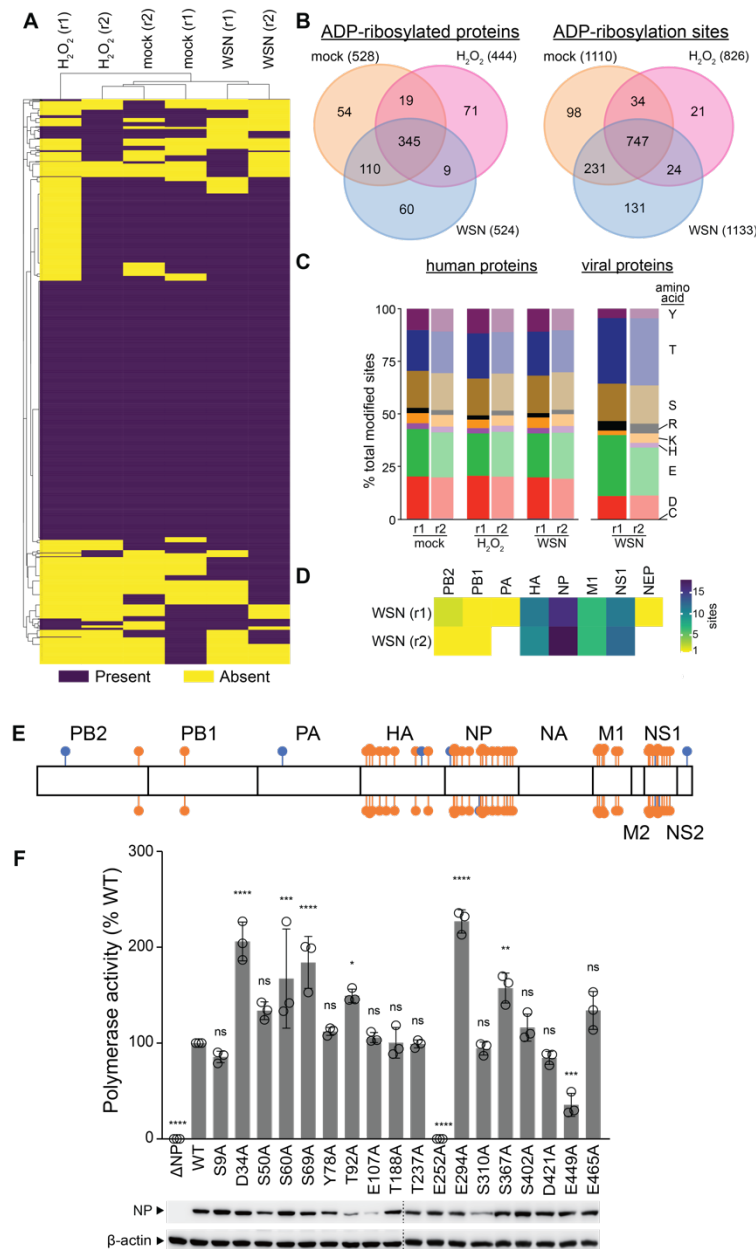 A
H2O2 (r1)
H2O2 (r2)
mock (r2)
mock (r1)
WSN (r1)
WSN (r2)
Present
Absent
B
ADP-ribosylated proteins
mock (528)
H2O2 (444)
54
19
71
345
110
9
60
WSN (524)
ADP-ribosylation sites
mock (1110)
H2O2 (826)
98
34
21
747
231
24
131
WSN (1133)
C
human proteins
viral proteins
amino
acid
% total modified sites
100
75
50
25
0
Y
T
S
R
K
H
E
D
C
r1 r2 r1 r2 r1 r2 r1 r2
mock H2O2 WSN WSN
D
PB2 PB1 PA HA NP M1 NS1 NEP
WSN (r1)
WSN (r2)
15
10
5
1
sites
E
PB2 PB1 PA HA NP NA M1 NS1
M2 NS2
F
Polymerase activity (% WT)
300
200
100
0
**** ns **** ns *** **** ns * ns ns ns **** **** ns ** ns ns *** ns
ΔNP WT S9A D34A S50A S60A S69A Y78A T92A E107A T188A T237A E252A E294A S310A S367A S402A D421A E449A E465A
NP
β-actin